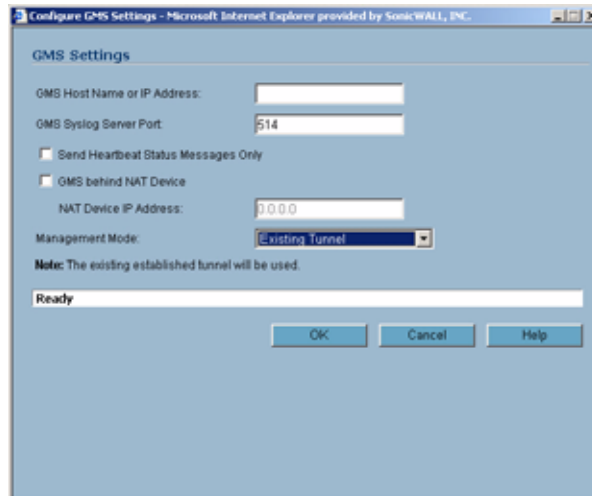 Configure GMS Settings - Microsoft Internet Explorer provided by SonicWALL, INC.
GMS Settings
GMS Host Name or IP Address:
GMS Syslog Server Port: 514
Send Heartbeat Status Messages Only
GMS behind NAT Device
NAT Device IP Address: 0.0.0.0
Management Mode: Existing Tunnel
Note: The existing established tunnel will be used.
Ready
OK Cancel Help